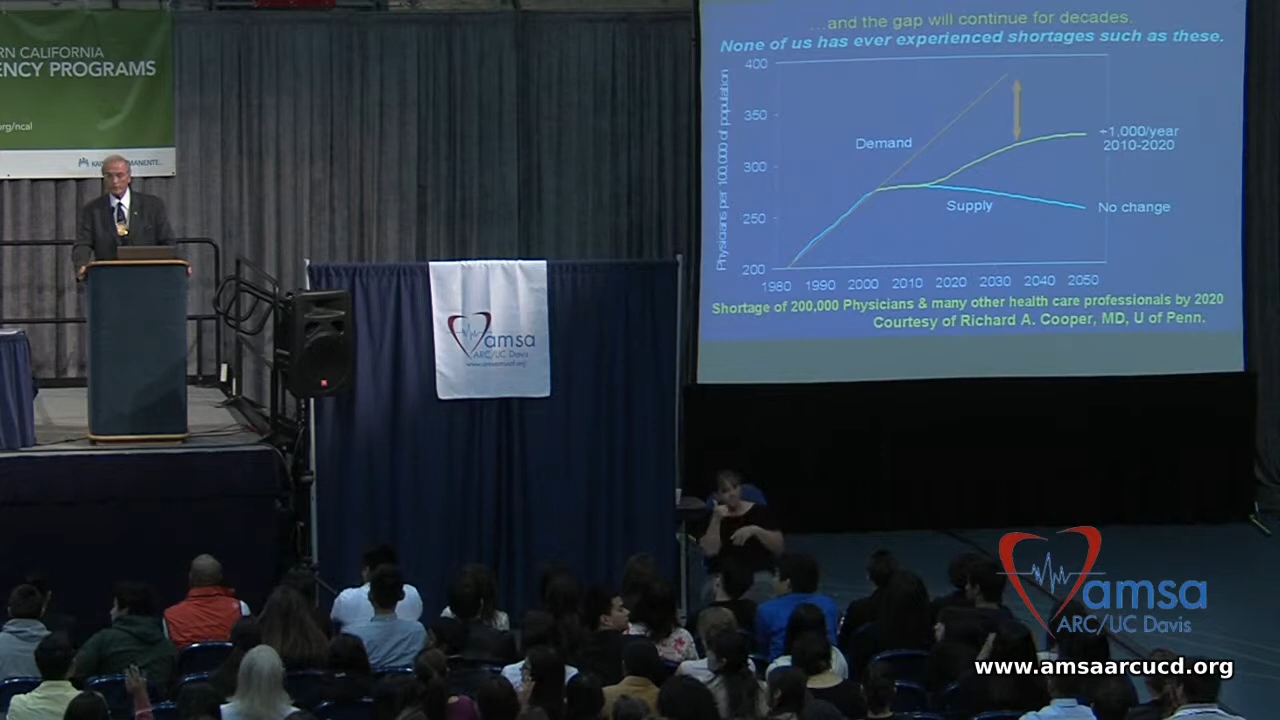 RN CALIFORNIA
ENCY PROGRAMS
rg/ncal
...and the gap will continue for decades.
None of us has ever experienced shortages such as these.
Physicians per 100,000 of population
400
350
300
250
200
Demand
Supply
+1,000/year
2010-2020
No change
1980 1990 2000 2010 2020 2030 2040 2050
Shortage of 200,000 Physicians & many other health care professionals by 2020
Courtesy of Richard A. Cooper, MD, U of Penn.
amsa
ARC/UC Davis
www.amsaarcucd.org
amsa
ARC/UC Davis
www.amsaarcucd.org